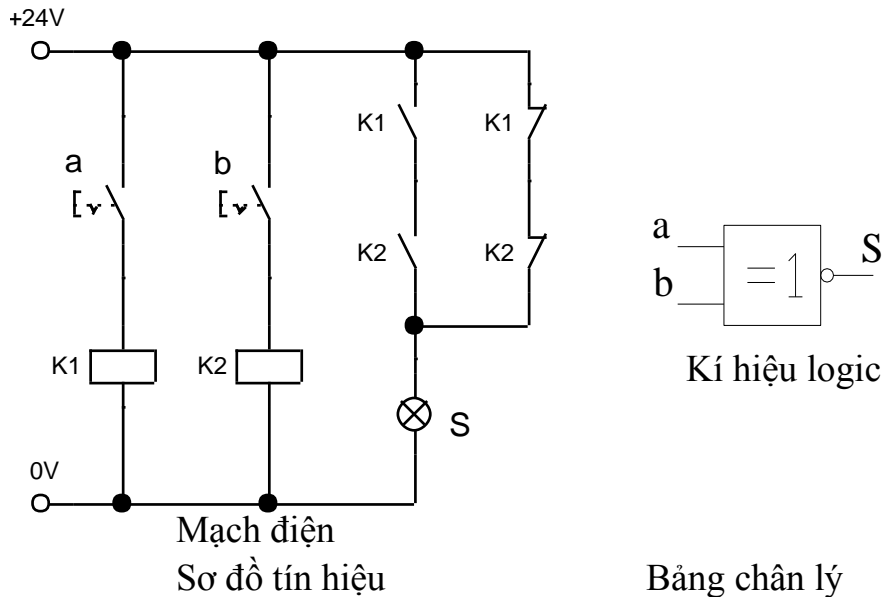 +24V
a
b
K1
K1
K2
K2
K1
K2
S
0V
a
b
=1
S
Kí hiệu logic
Mạch điện
Sơ đồ tín hiệu
Bảng chân lý